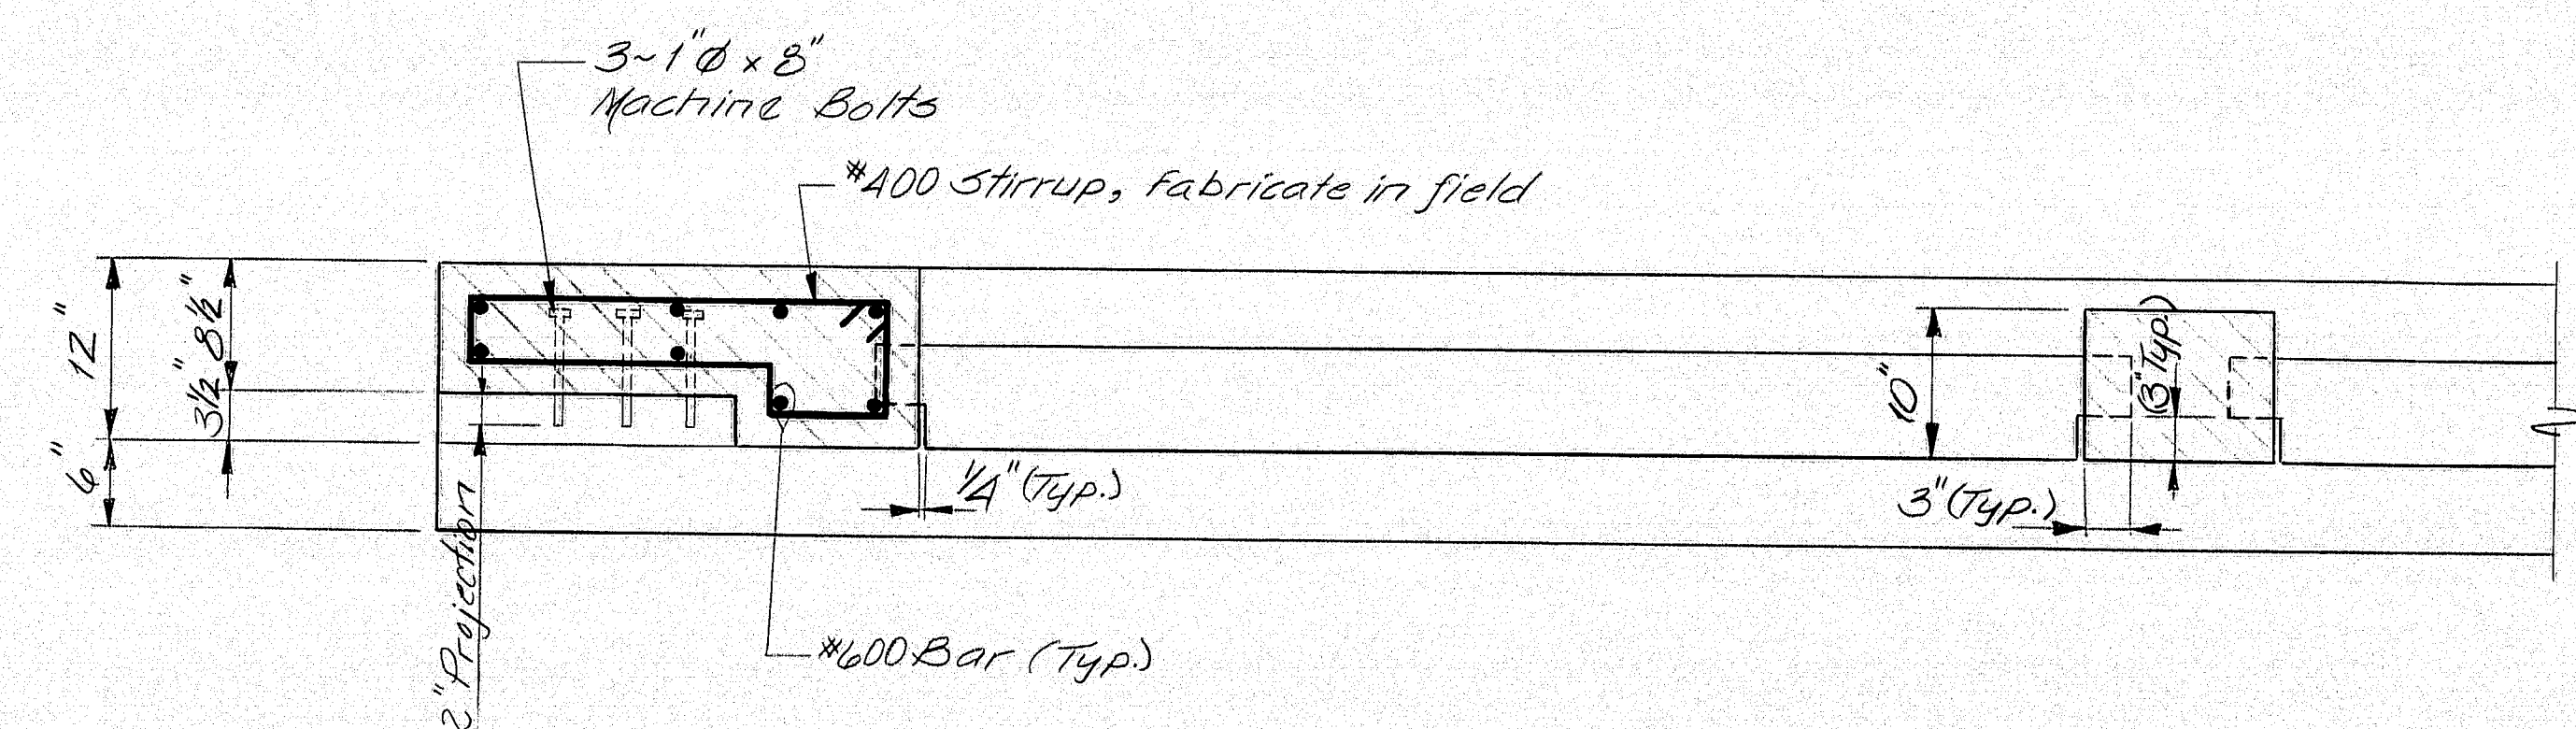 3~1"Ø x 8"
Machine Bolts
#400 Stirrup, Fabricate in field
12"
8½"
3½"
6"
2" Projection
¼" (Typ.)
#600 Bar (Typ.)
10"
(3" Typ.)
3" (Typ.)